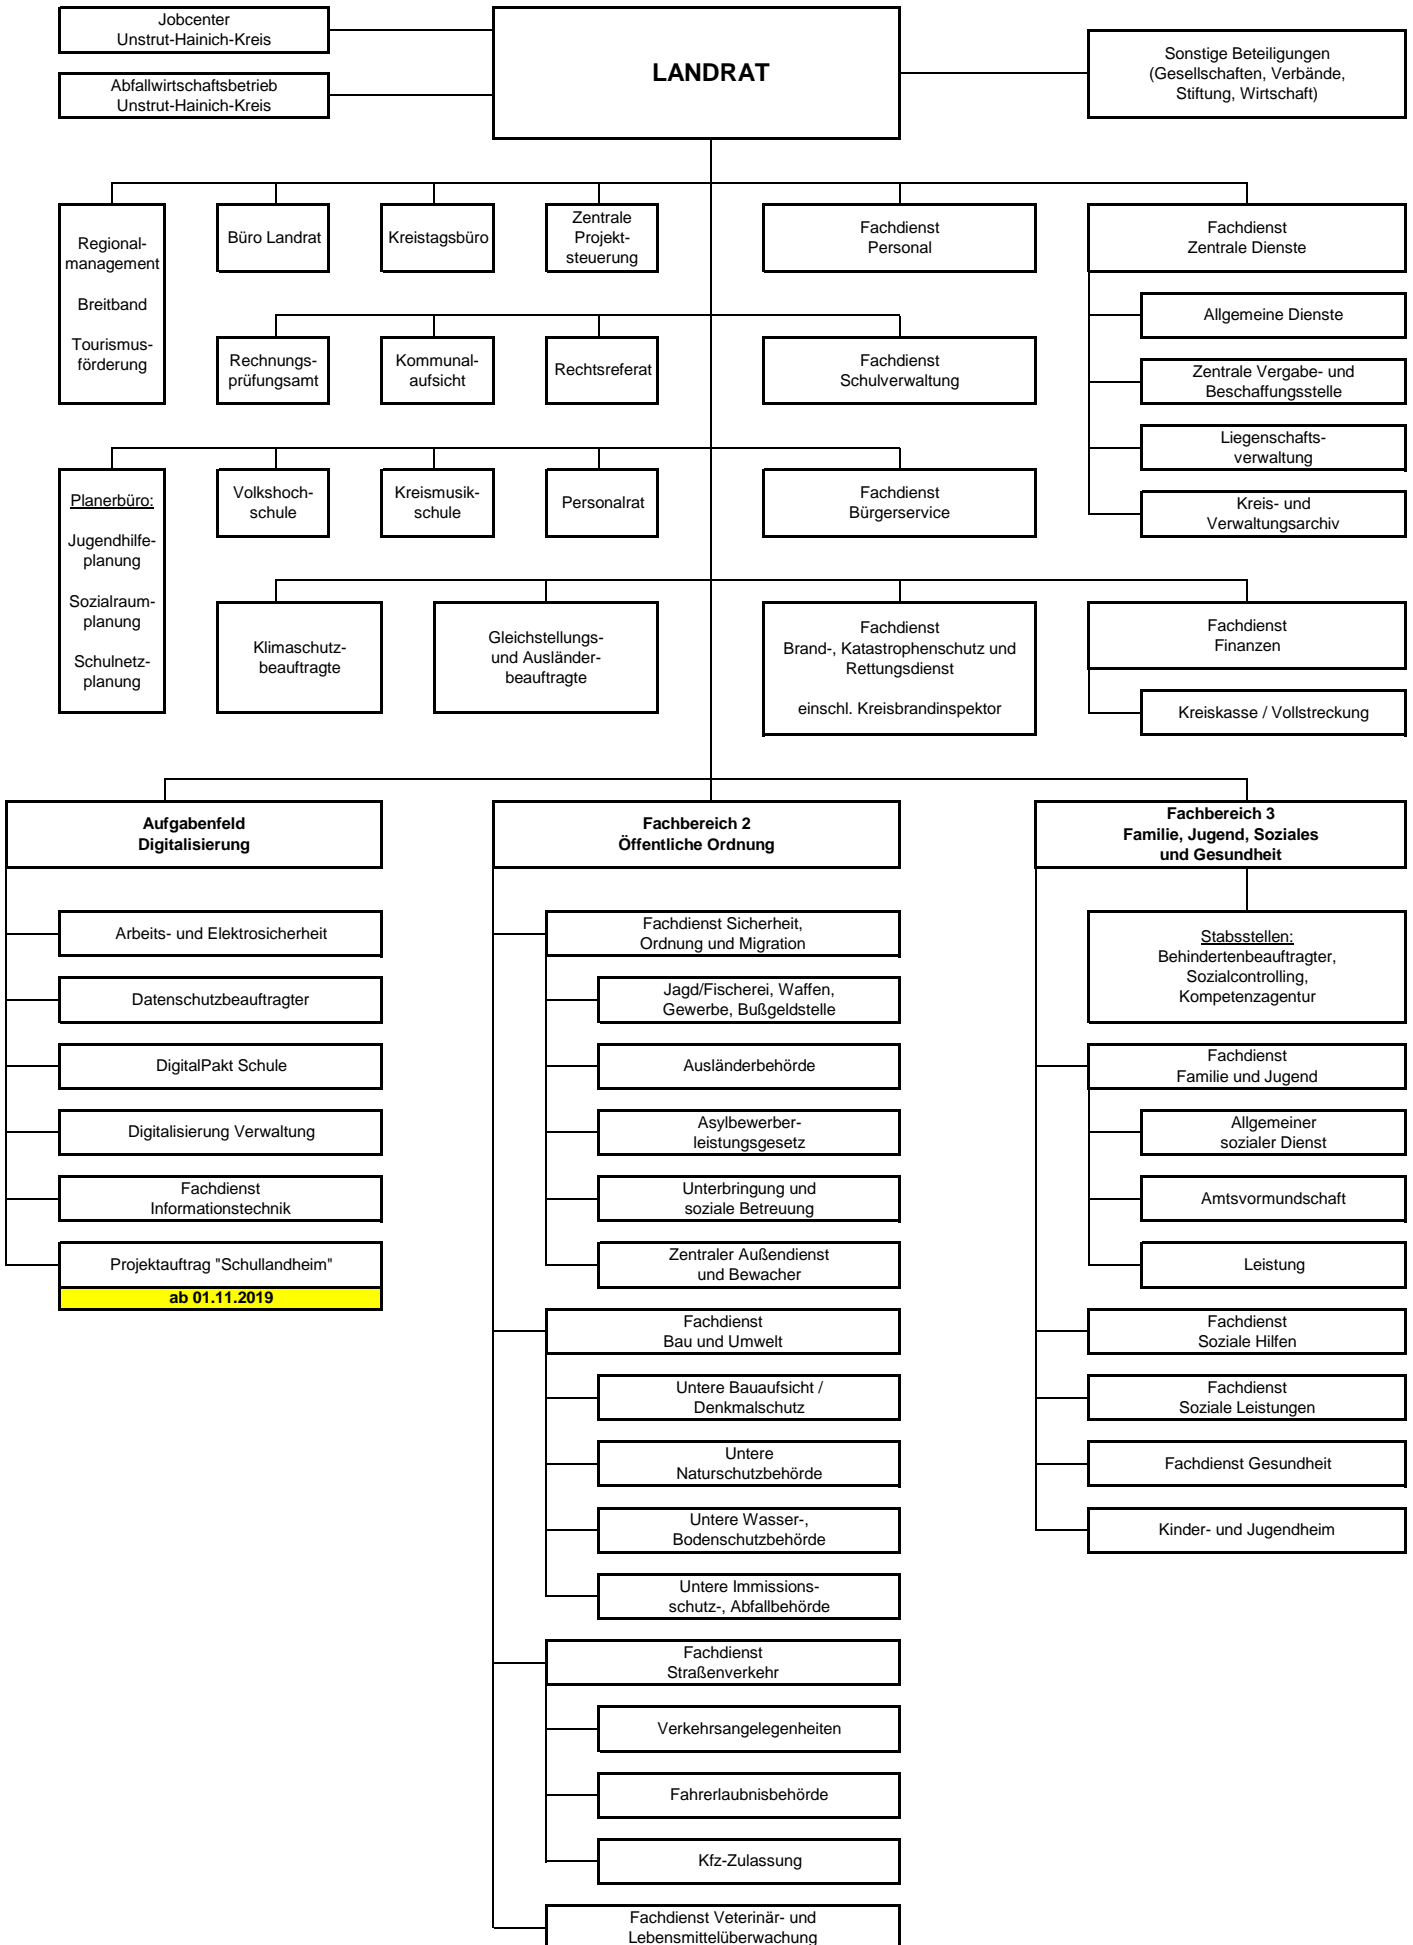 Jobcenter
Unstrut-Hainich-Kreis
Abfallwirtschaftsbetrieb
Unstrut-Hainich-Kreis
LANDRAT
Sonstige Beteiligungen
(Gesellschaften, Verbände,
Stiftung, Wirtschaft)
Regional-
management
Breitband
Tourismus-
förderung
Büro Landrat
Kreistagsbüro
Zentrale
Projekt-
steuerung
Fachdienst
Personal
Fachdienst
Zentrale Dienste
Allgemeine Dienste
Zentrale Vergabe- und
Beschaffungsstelle
Liegenschafts-
verwaltung
Kreis- und
Verwaltungsarchiv
Rechnungs-
prüfungsamt
Kommunal-
aufsicht
Rechtsreferat
Fachdienst
Schulverwaltung
Planerbüro:
Jugendhilfe-
planung
Sozialraum-
planung
Schulnetz-
planung
Volkshoch-
schule
Kreismusik-
schule
Personalrat
Fachdienst
Bürgerservice
Klimaschutz-
beauftragte
Gleichstellungs-
und Ausländer-
beauftragte
Fachdienst
Brand-, Katastrophenschutz und
Rettungsdienst
einschl. Kreisbrandinspektor
Fachdienst
Finanzen
Kreiskasse / Vollstreckung
Aufgabenfeld
Digitalisierung
Arbeits- und Elektrosicherheit
Datenschutzbeauftragter
DigitalPakt Schule
Digitalisierung Verwaltung
Fachdienst
Informationstechnik
Projektauftrag "Schullandheim"
ab 01.11.2019
Fachbereich 2
Öffentliche Ordnung
Fachdienst Sicherheit,
Ordnung und Migration
Jagd/Fischerei, Waffen,
Gewerbe, Bußgeldstelle
Ausländerbehörde
Asylbewerber-
leistungsgesetz
Unterbringung und
soziale Betreuung
Zentraler Außendienst
und Bewacher
Fachdienst
Bau und Umwelt
Untere Bauaufsicht /
Denkmalschutz
Untere
Naturschutzbehörde
Untere Wasser-,
Bodenschutzbehörde
Untere Immissions-
schutz-, Abfallbehörde
Fachdienst
Straßenverkehr
Verkehrsangelegenheiten
Fahrerlaubnisbehörde
Kfz-Zulassung
Fachdienst Veterinär- und
Lebensmittelüberwachung
Fachbereich 3
Familie, Jugend, Soziales
und Gesundheit
Stabsstellen:
Behindertenbeauftragter,
Sozialcontrolling,
Kompetenzagentur
Fachdienst
Familie und Jugend
Allgemeiner
sozialer Dienst
Amtsvormundschaft
Leistung
Fachdienst
Soziale Hilfen
Fachdienst
Soziale Leistungen
Fachdienst Gesundheit
Kinder- und Jugendheim